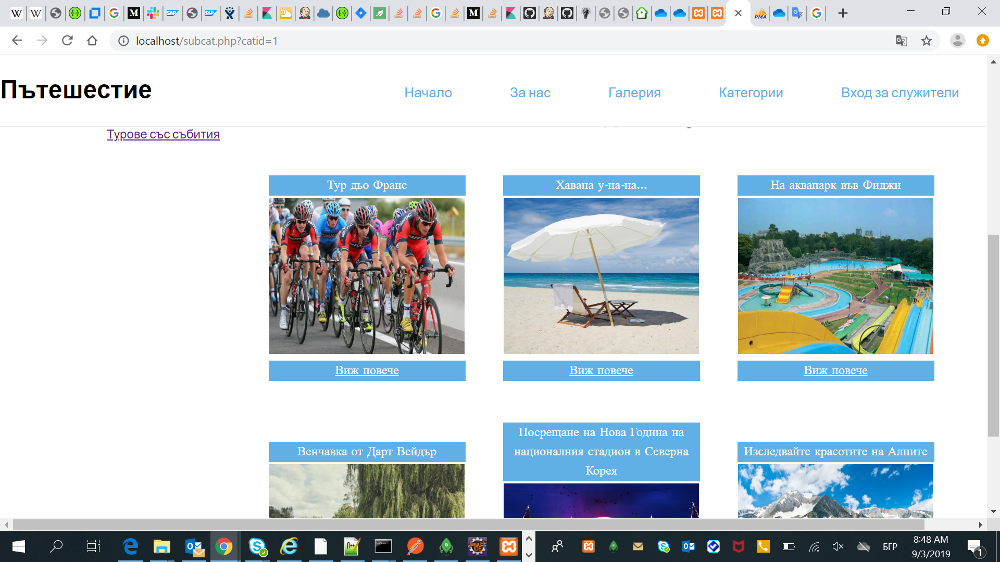 localhost/subcat.php?catid=1
Пътешестие
Начало
За нас
Галерия
Категории
Вход за служители
Турове със събития
Тур дьо Франс
Хавана у-на-на...
На аквапарк във Фиджи
Виж повече
Виж повече
Виж повече
Венчавка от Дарт Вейдър
Посрещане на Нова Година на
националния стадион в Северна
Корея
Изследвайте красотите на Алпите
БГР
8:48 AM
9/3/2019
1